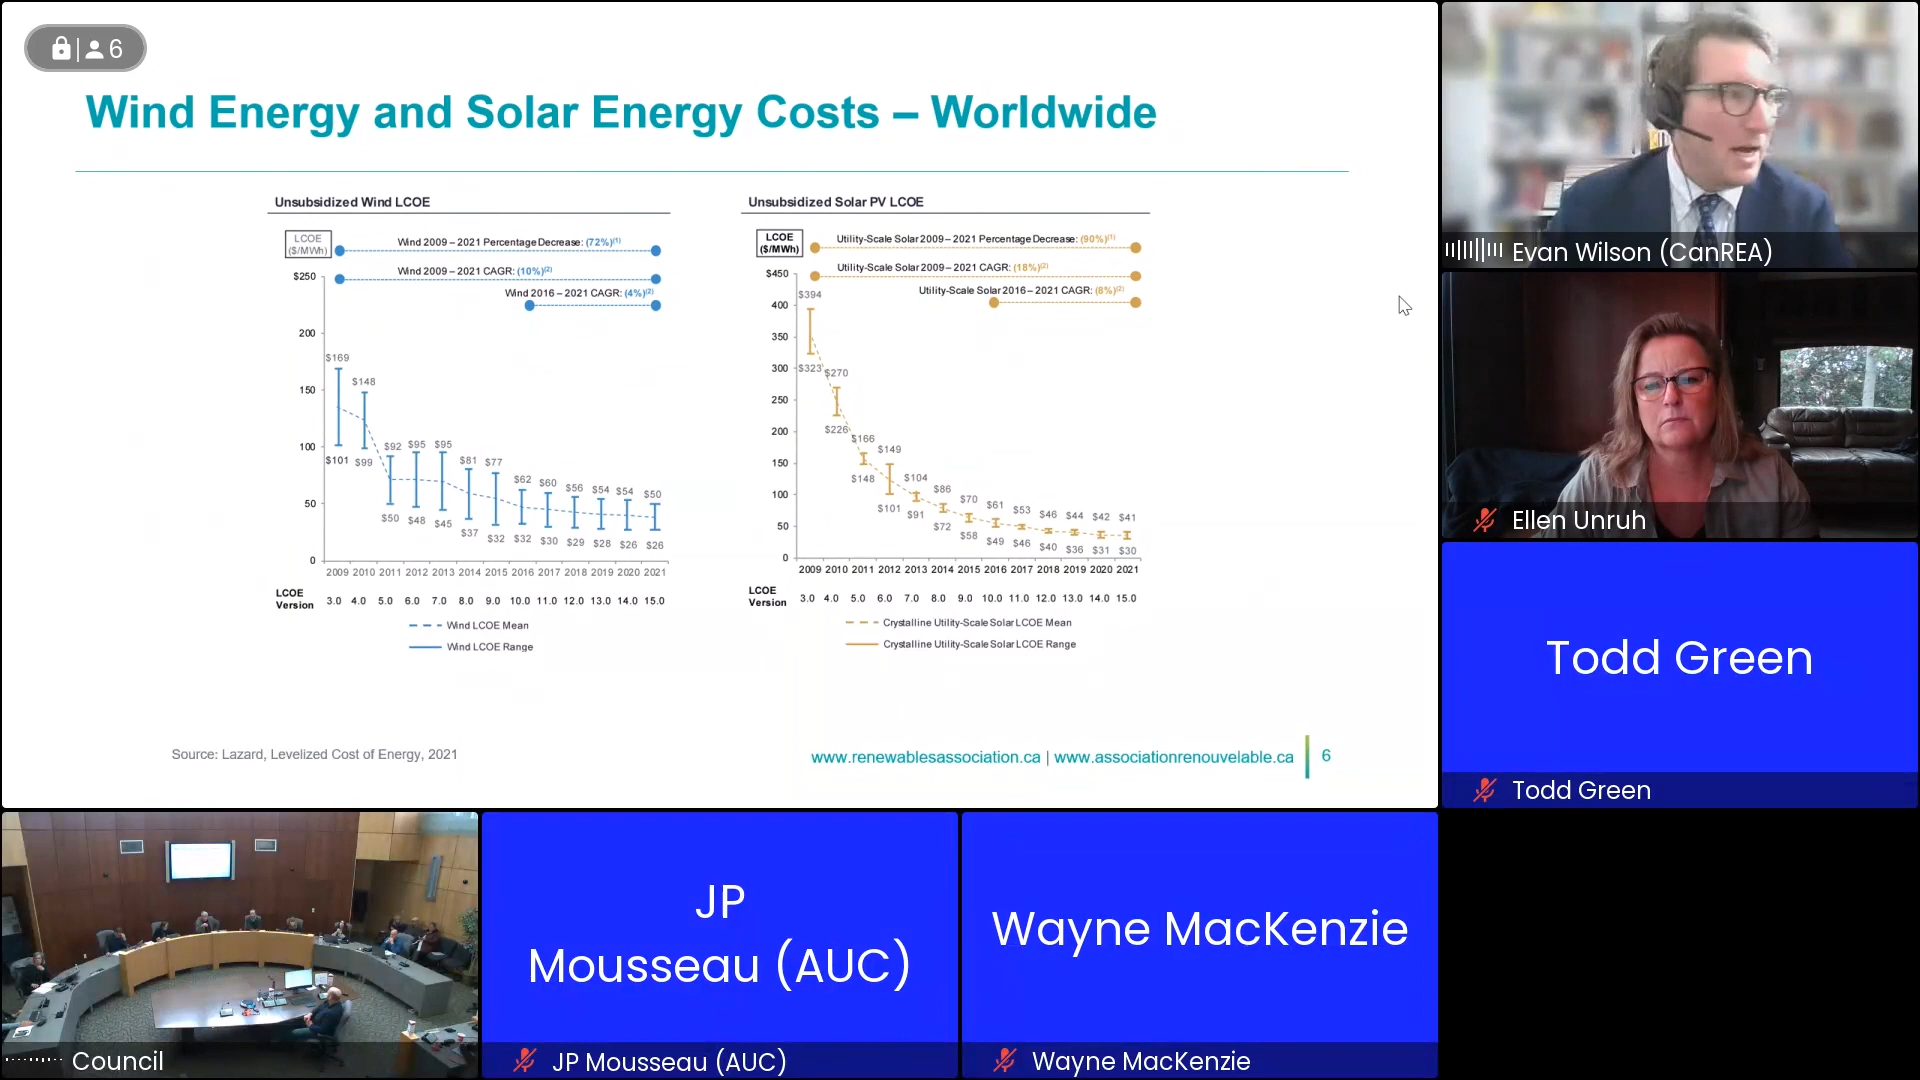 6
Wind Energy and Solar Energy Costs – Worldwide
Unsubsidized Wind LCOE
LCOE
($/MWh)
Wind 2009 – 2021 Percentage Decrease: (72%)(1)
Wind 2009 – 2021 CAGR: (10%)(2)
Wind 2016 – 2021 CAGR: (4%)(2)
$250
200
150
100
50
0
$169
$148
$92 $95 $95
$81 $77
$62 $60 $56 $54 $54 $50
$101 $99
$50 $48 $45
$37 $32 $32 $30 $29 $28 $26 $26
2009 2010 2011 2012 2013 2014 2015 2016 2017 2018 2019 2020 2021
LCOE
Version
3.0 4.0 5.0 6.0 7.0 8.0 9.0 10.0 11.0 12.0 13.0 14.0 15.0
Wind LCOE Mean
Wind LCOE Range
Unsubsidized Solar PV LCOE
LCOE
($/MWh)
Utility-Scale Solar 2009 – 2021 Percentage Decrease: (90%)(1)
Utility-Scale Solar 2009 – 2021 CAGR: (18%)(2)
Utility-Scale Solar 2016 – 2021 CAGR: (8%)(2)
$450
400
350
300
250
200
150
100
50
0
$394
$323 $270
$226 $166 $149
$148 $104
$101 $91 $86
$72 $70 $61 $53 $46 $44 $42 $41
$58 $49 $46 $40 $36 $31 $30
2009 2010 2011 2012 2013 2014 2015 2016 2017 2018 2019 2020 2021
LCOE
Version
3.0 4.0 5.0 6.0 7.0 8.0 9.0 10.0 11.0 12.0 13.0 14.0 15.0
Crystalline Utility-Scale Solar LCOE Mean
Crystalline Utility-Scale Solar LCOE Range
Source: Lazard, Levelized Cost of Energy, 2021
www.renewablesassociation.ca | www.associationrenouvelable.ca
6
Evan Wilson (CanREA)
Ellen Unruh
Todd Green
Todd Green
Council
JP
Mousseau (AUC)
JP Mousseau (AUC)
Wayne MacKenzie
Wayne MacKenzie